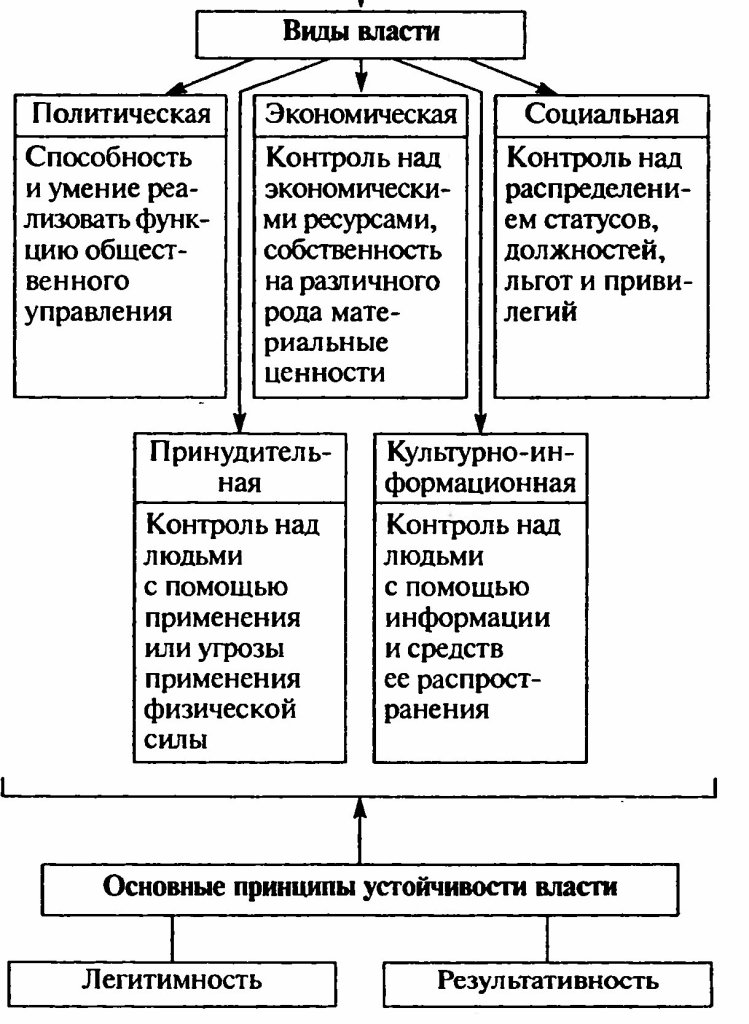 Виды власти
Политическая
Способность
и умение реа-
лизовать функ-
цию общест-
венного
управления
Экономическая
Контроль над
экономически-
ми ресурсами,
собственность
на различного
рода мате-
риальные
ценности
Социальная
Контроль над
распределени-
ем статусов,
должностей,
льгот и приви-
легий
Принудитель-
ная
Контроль над
людьми
с помощью
применения
или угрозы
применения
физической
силы
Культурно-ин-
формационная
Контроль над
людьми
с помощью
информации
и средств
ее распрост-
ранения
Основные принципы устойчивости власти
Легитимность
Результативность